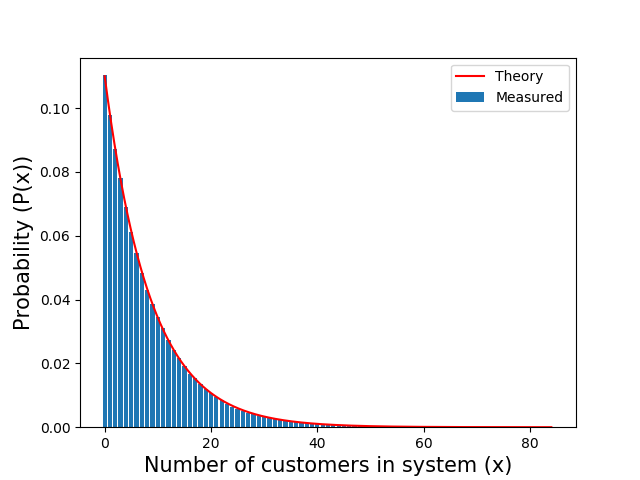 Theory
Measured
0.10
0.08
0.06
0.04
0.02
0.00
Probability (P(x))
0 20 40 60 80
Number of customers in system (x)